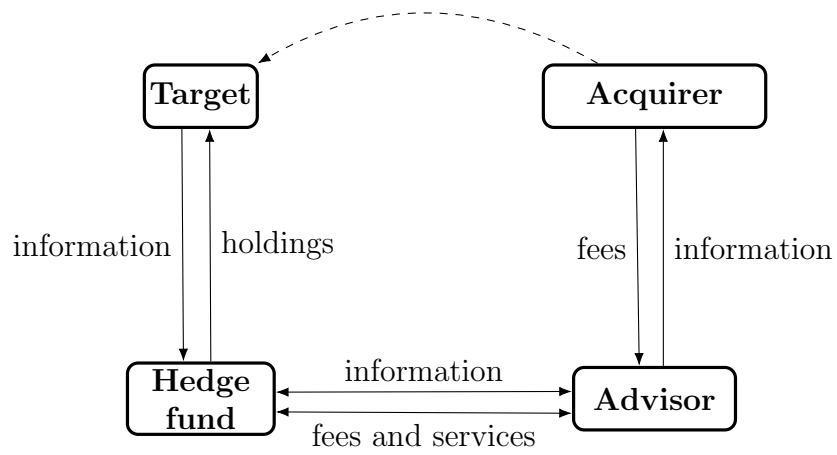 Target
Acquirer
information
holdings
fees
information
Hedge
fund
information
fees and services
Advisor